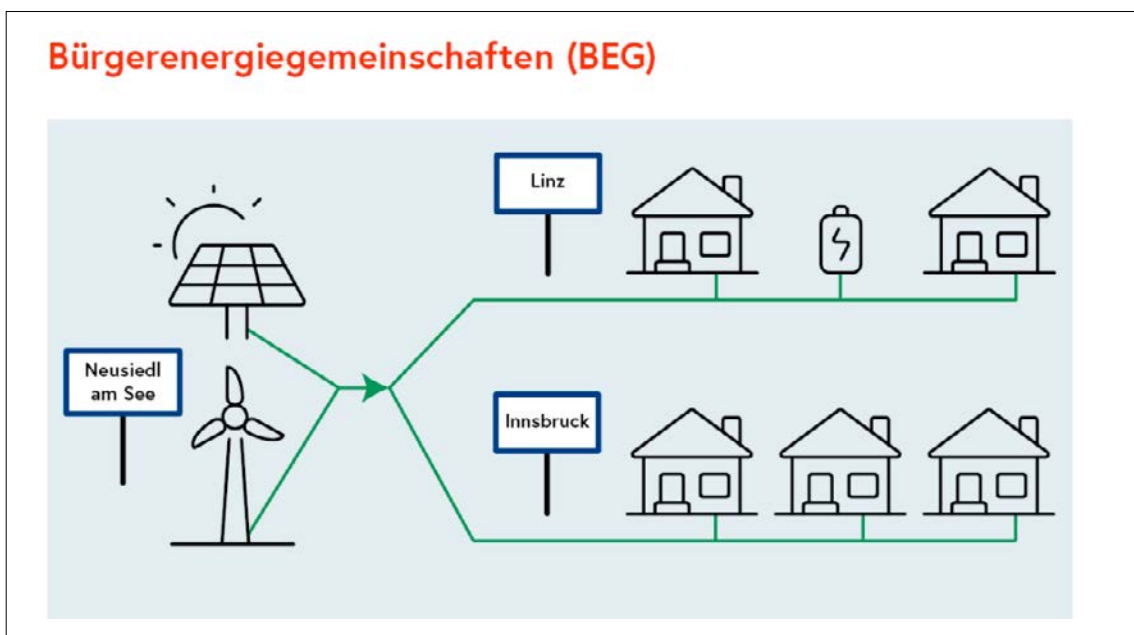 Bürgerenergiegemeinschaften (BEG)
Linz
Neusiedl
am See
Innsbruck